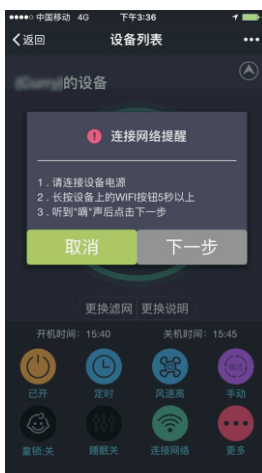 中国移动 4G 下午3:36
返回 设备列表
的设备
连接网络提醒
1.请连接设备电源
2.长按设备上的WIFI按钮5秒以上
3.听到“嘀”声后点击下一步
取消 下一步
更换滤网 更换说明
开机时间:15:40 关机时间:15:45
已开 定时 风速高 手动
童锁:关 睡眠关 连接网络 更多